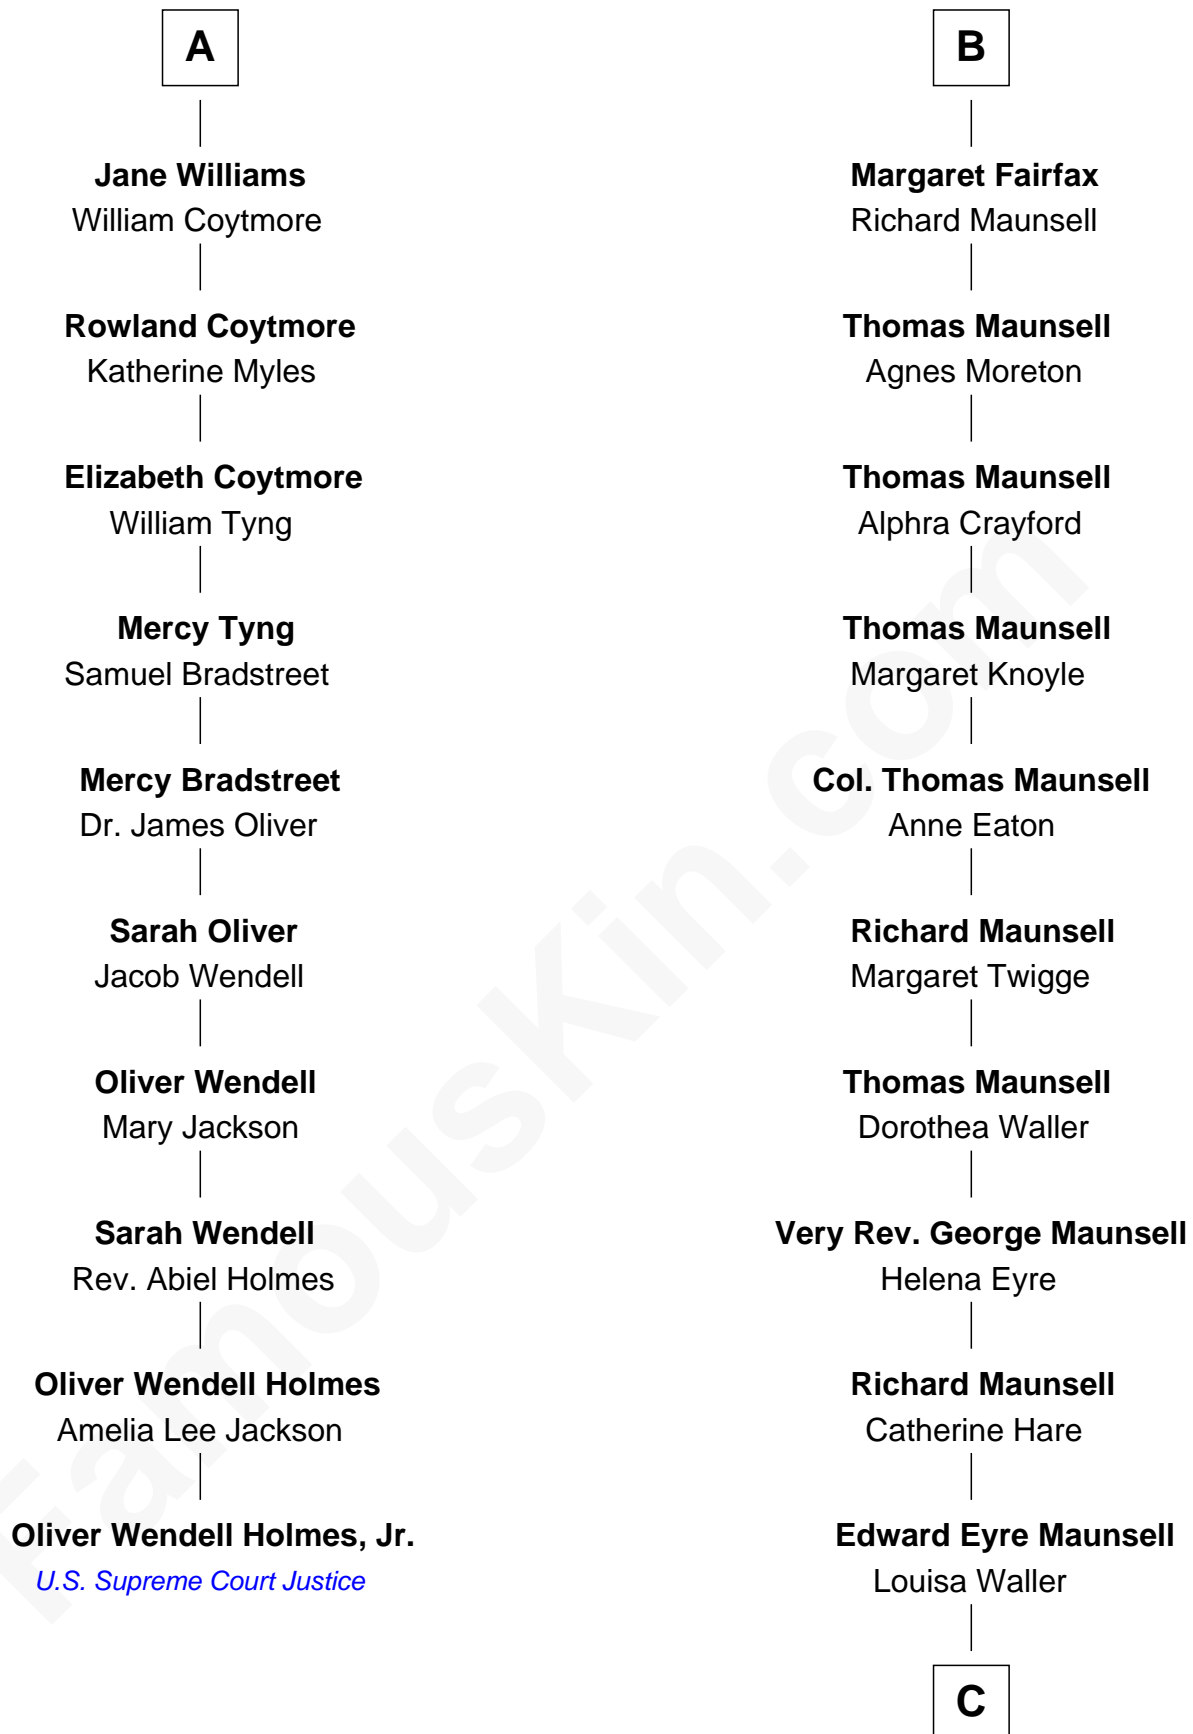 A
Jane Williams
William Coytmore
Rowland Coytmore
Katherine Myles
Elizabeth Coytmore
William Tyng
Mercy Tyng
Samuel Bradstreet
Mercy Bradstreet
Dr. James Oliver
Sarah Oliver
Jacob Wendell
Oliver Wendell
Mary Jackson
Sarah Wendell
Rev. Abiel Holmes
Oliver Wendell Holmes
Amelia Lee Jackson
Oliver Wendell Holmes, Jr.
U.S. Supreme Court Justice
B
Margaret Fairfax
Richard Maunsell
Thomas Maunsell
Agnes Moreton
Thomas Maunsell
Alphra Crayford
Thomas Maunsell
Margaret Knoyle
Col. Thomas Maunsell
Anne Eaton
Richard Maunsell
Margaret Twigge
Thomas Maunsell
Dorothea Waller
Very Rev. George Maunsell
Helena Eyre
Richard Maunsell
Catherine Hare
Edward Eyre Maunsell
Louisa Waller
C
FamousKin.com